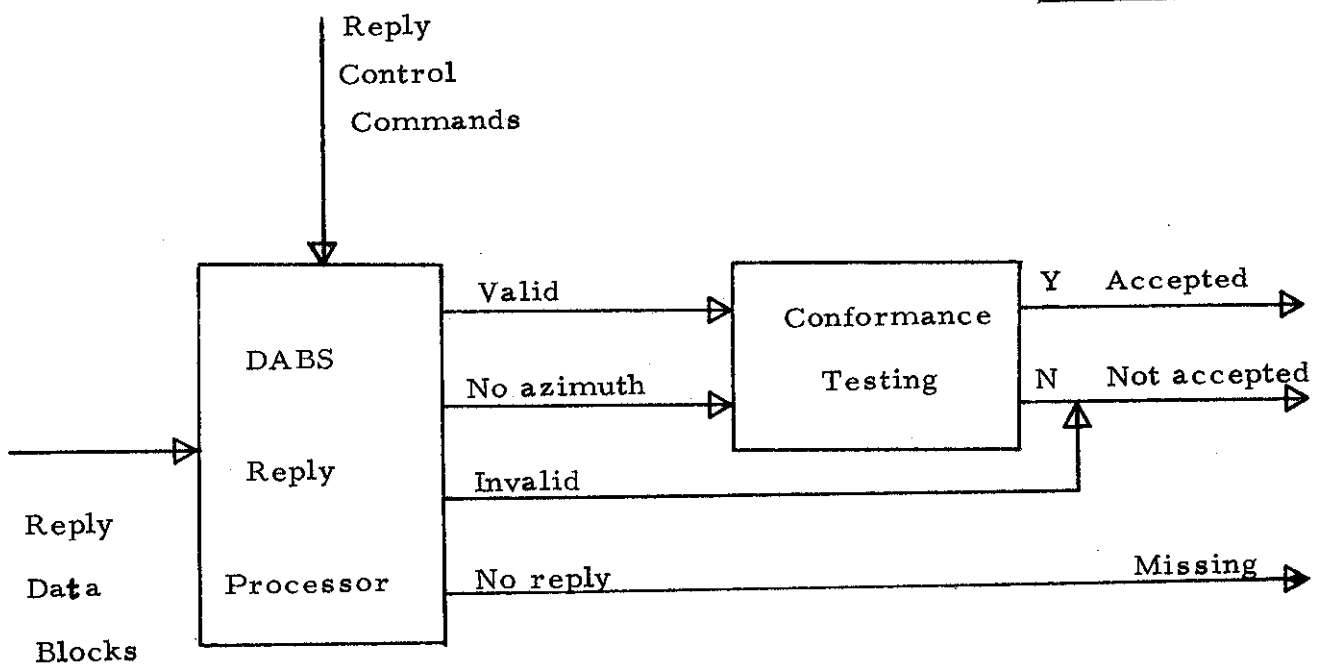 Reply
Control
Commands
Valid
Y Accepted
Conformance
DABS
Testing
No azimuth
N Not accepted
Reply
Invalid
Reply
Data
Blocks
Processor
No reply
Missing